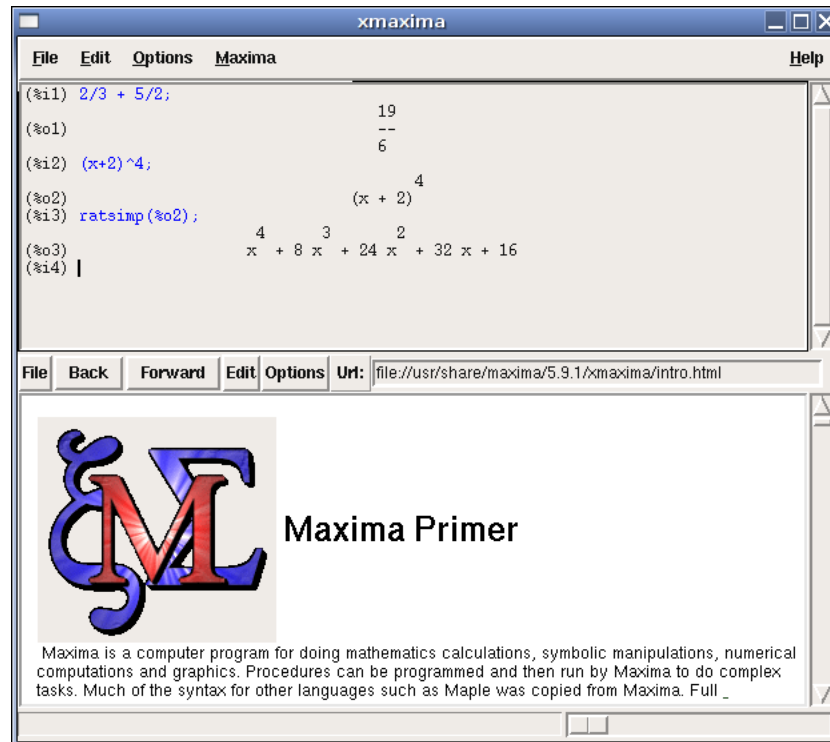 xmaxima
File Edit Options Maxima Help
(%i1) 2/3 + 5/2;
19
(%o1) --
6
(%i2) (x+2)^4;
4
(%o2) (x + 2)
(%i3) ratsimp(%o2);
4 3 2
(%o3) x + 8 x + 24 x + 32 x + 16
(%i4)
File Back Forward Edit Options Url: file://usr/share/maxima/5.9.1/xmaxima/intro.html
ξMΣ
Maxima Primer
Maxima is a computer program for doing mathematics calculations, symbolic manipulations, numerical
computations and graphics. Procedures can be programmed and then run by Maxima to do complex
tasks. Much of the syntax for other languages such as Maple was copied from Maxima. Full _